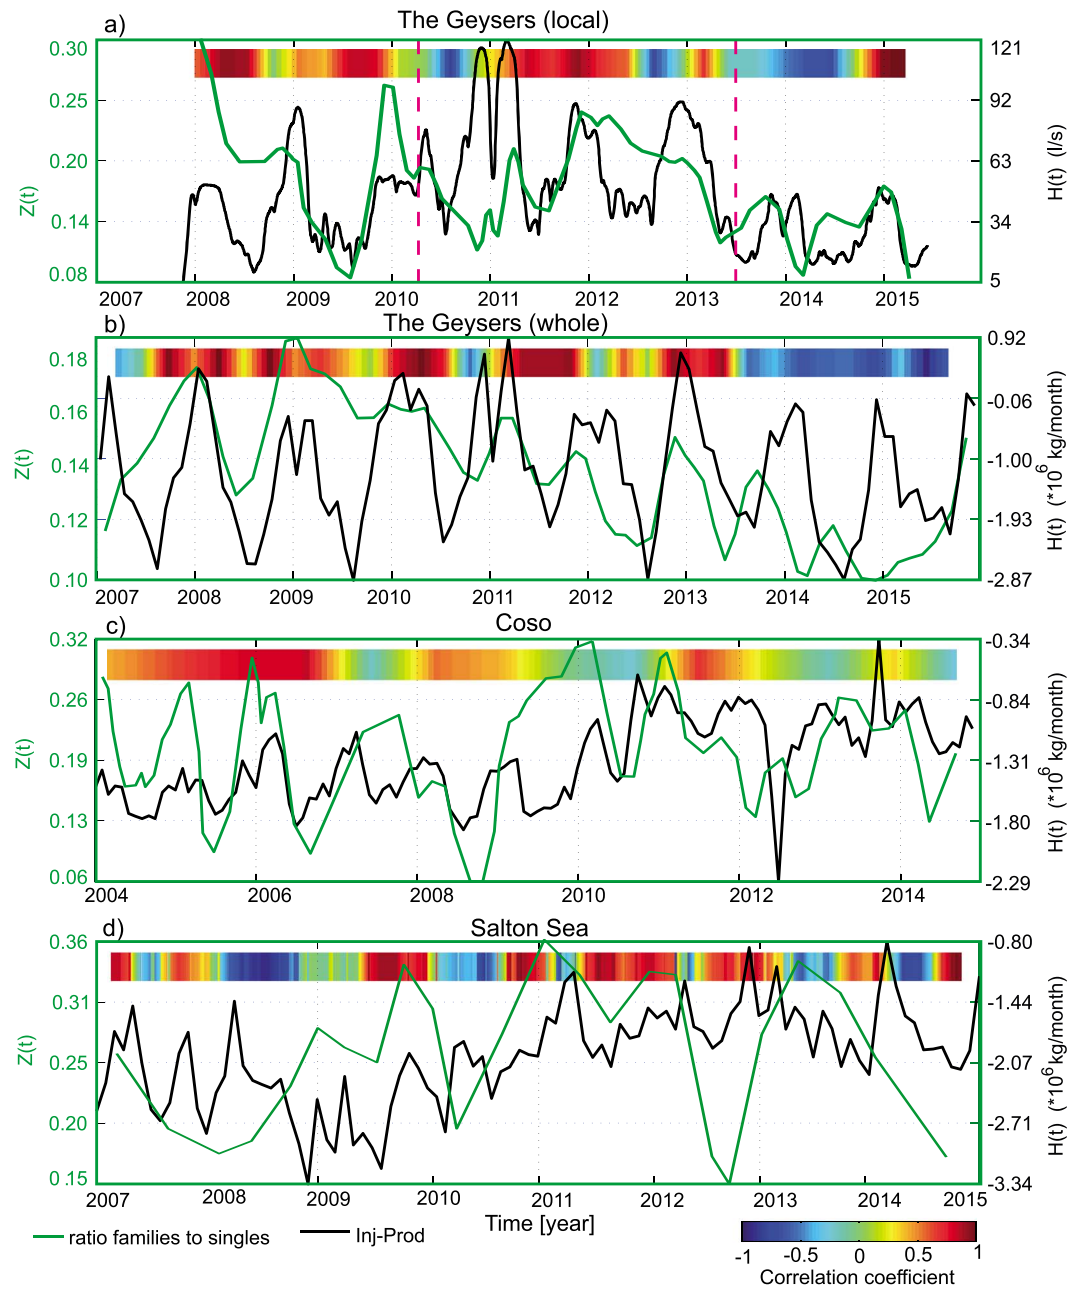 a)
The Geysers (local)
0.30
0.25
0.20
0.14
0.08
Z(t)
121
92
63
34
5
H(t) (l/s)
2007 2008 2009 2010 2011 2012 2013 2014 2015
b)
The Geysers (whole)
0.18
0.16
0.14
0.12
0.10
Z(t)
0.92
-0.06
-1.00
-1.93
-2.87
H(t) (*10^6 kg/month)
2007 2008 2009 2010 2011 2012 2013 2014 2015
c)
Coso
0.32
0.26
0.19
0.13
0.06
Z(t)
-0.34
-0.84
-1.31
-1.80
-2.29
H(t) (*10^6 kg/month)
2004 2006 2008 2010 2012 2014
d)
Salton Sea
0.36
0.31
0.25
0.20
0.15
Z(t)
-0.80
-1.44
-2.07
-2.71
-3.34
H(t) (*10^6 kg/month)
2007 2008 2009 2010 2011 2012 2013 2014 2015
Time [year]
ratio families to singles
Inj-Prod
-1 -0.5 0 0.5 1
Correlation coefficient